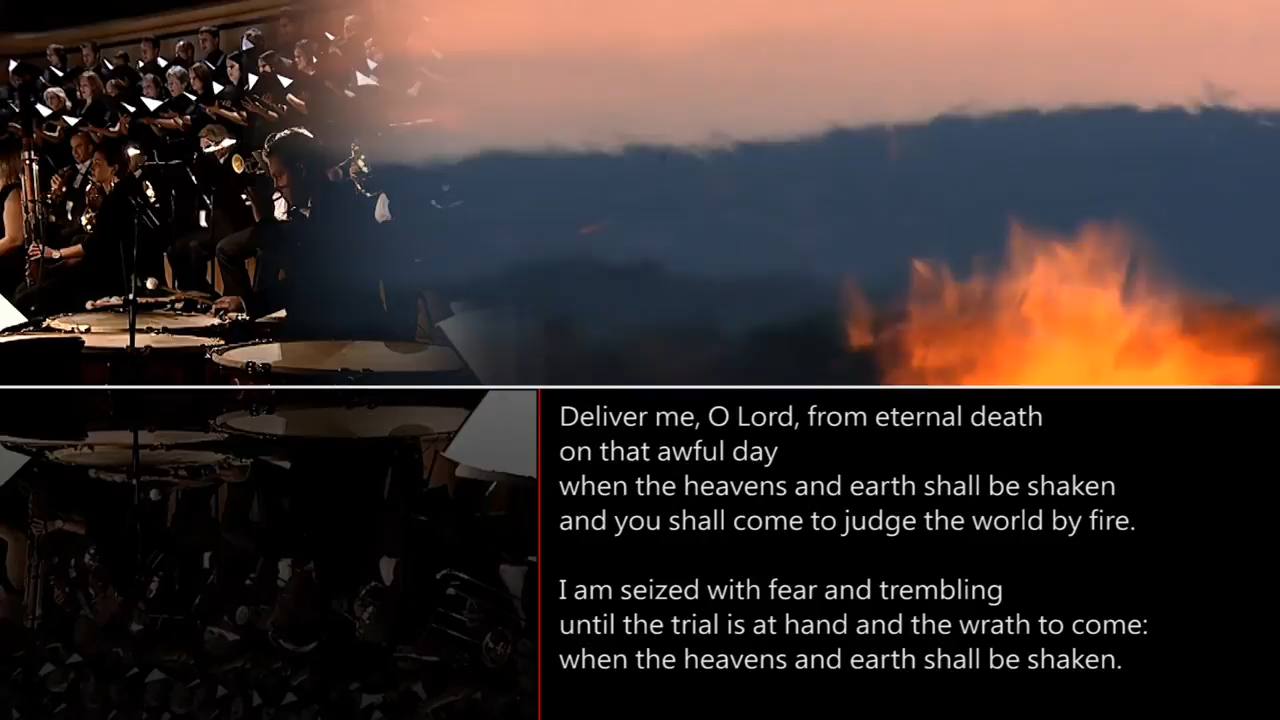 Deliver me, O Lord, from eternal death
on that awful day
when the heavens and earth shall be shaken
and you shall come to judge the world by fire.
I am seized with fear and trembling
until the trial is at hand and the wrath to come:
when the heavens and earth shall be shaken.